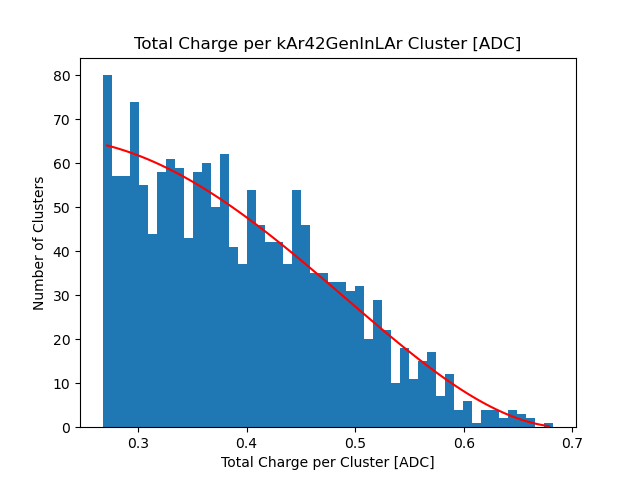 Total Charge per kAr42GenInLAr Cluster [ADC]
80
70
60
50
40
30
20
10
0
Number of Clusters
0.3 0.4 0.5 0.6 0.7
Total Charge per Cluster [ADC]